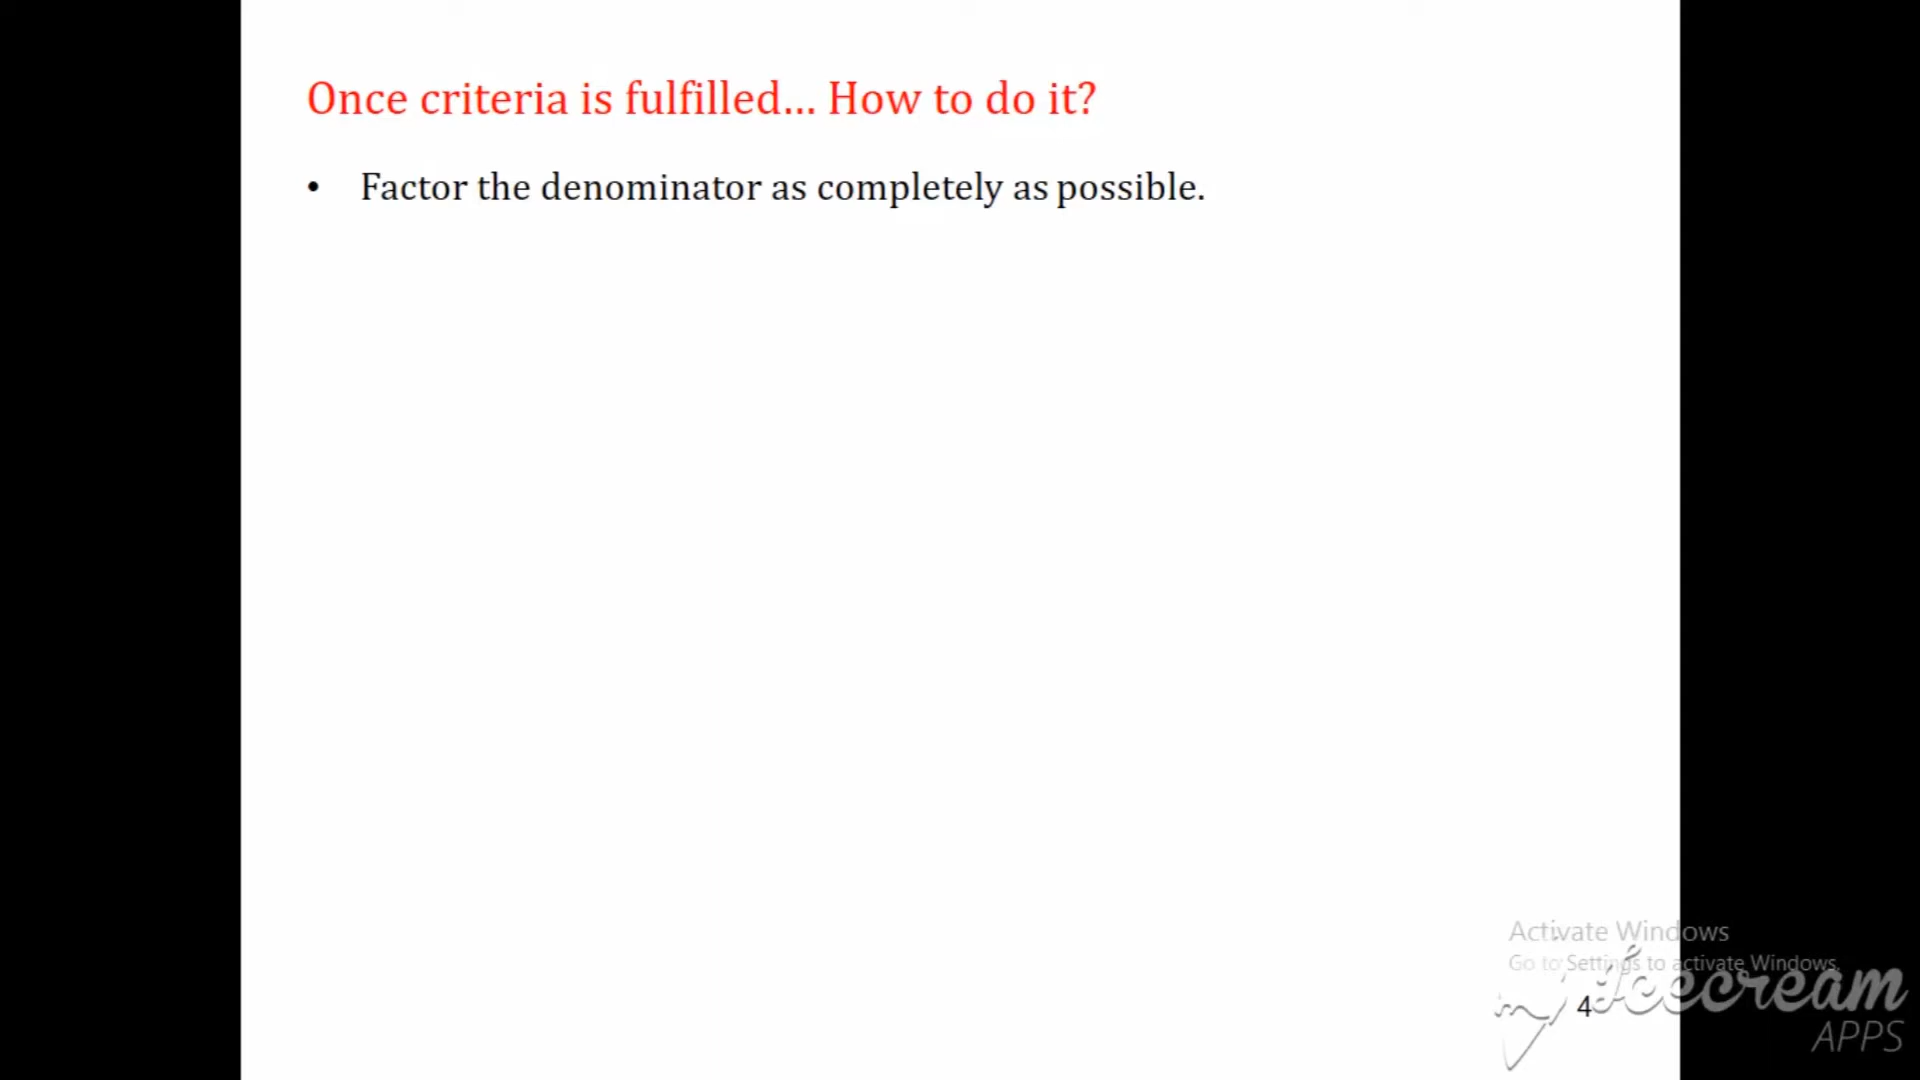 Once criteria is fulfilled... How to do it?
• Factor the denominator as completely as possible.
Activate Windows
Go to Settings to activate Windows.
4
Icecream
APPS